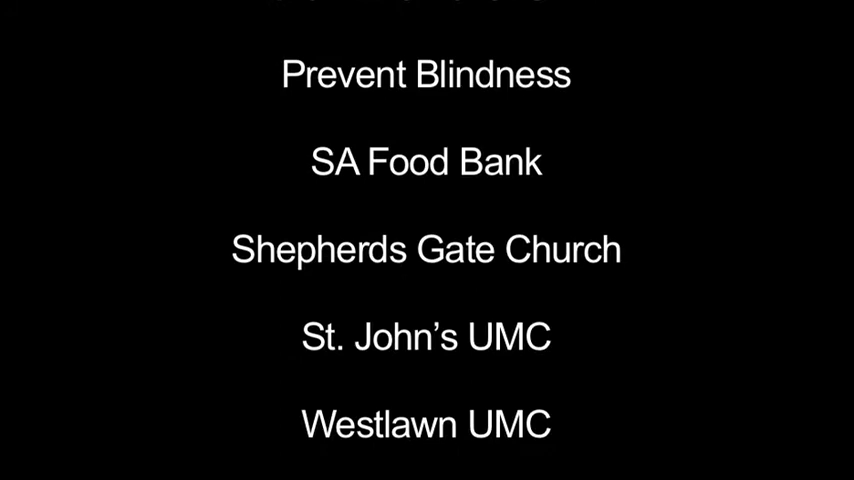 Prevent Blindness
SA Food Bank
Shepherds Gate Church
St. John’s UMC
Westlawn UMC